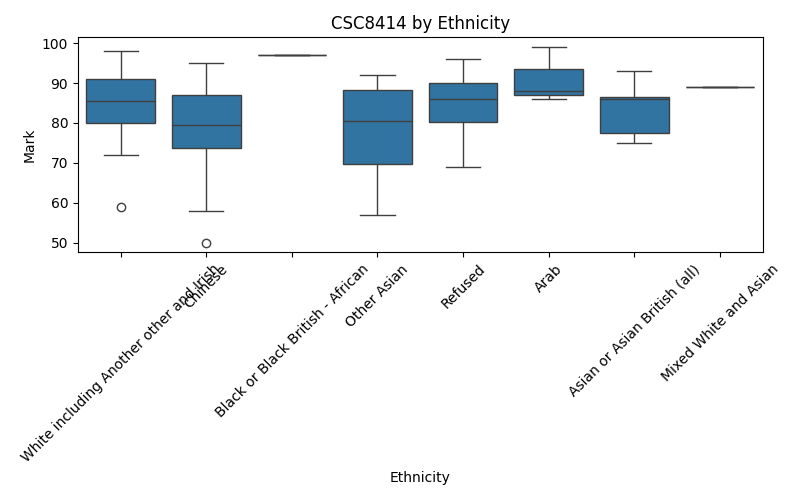 CSC8414 by Ethnicity
100
90
80
70
60
50
Mark
White including Another other and Irish
Chinese
Black or Black British - African
Other Asian
Refused
Arab
Asian or Asian British (all)
Mixed White and Asian
Ethnicity